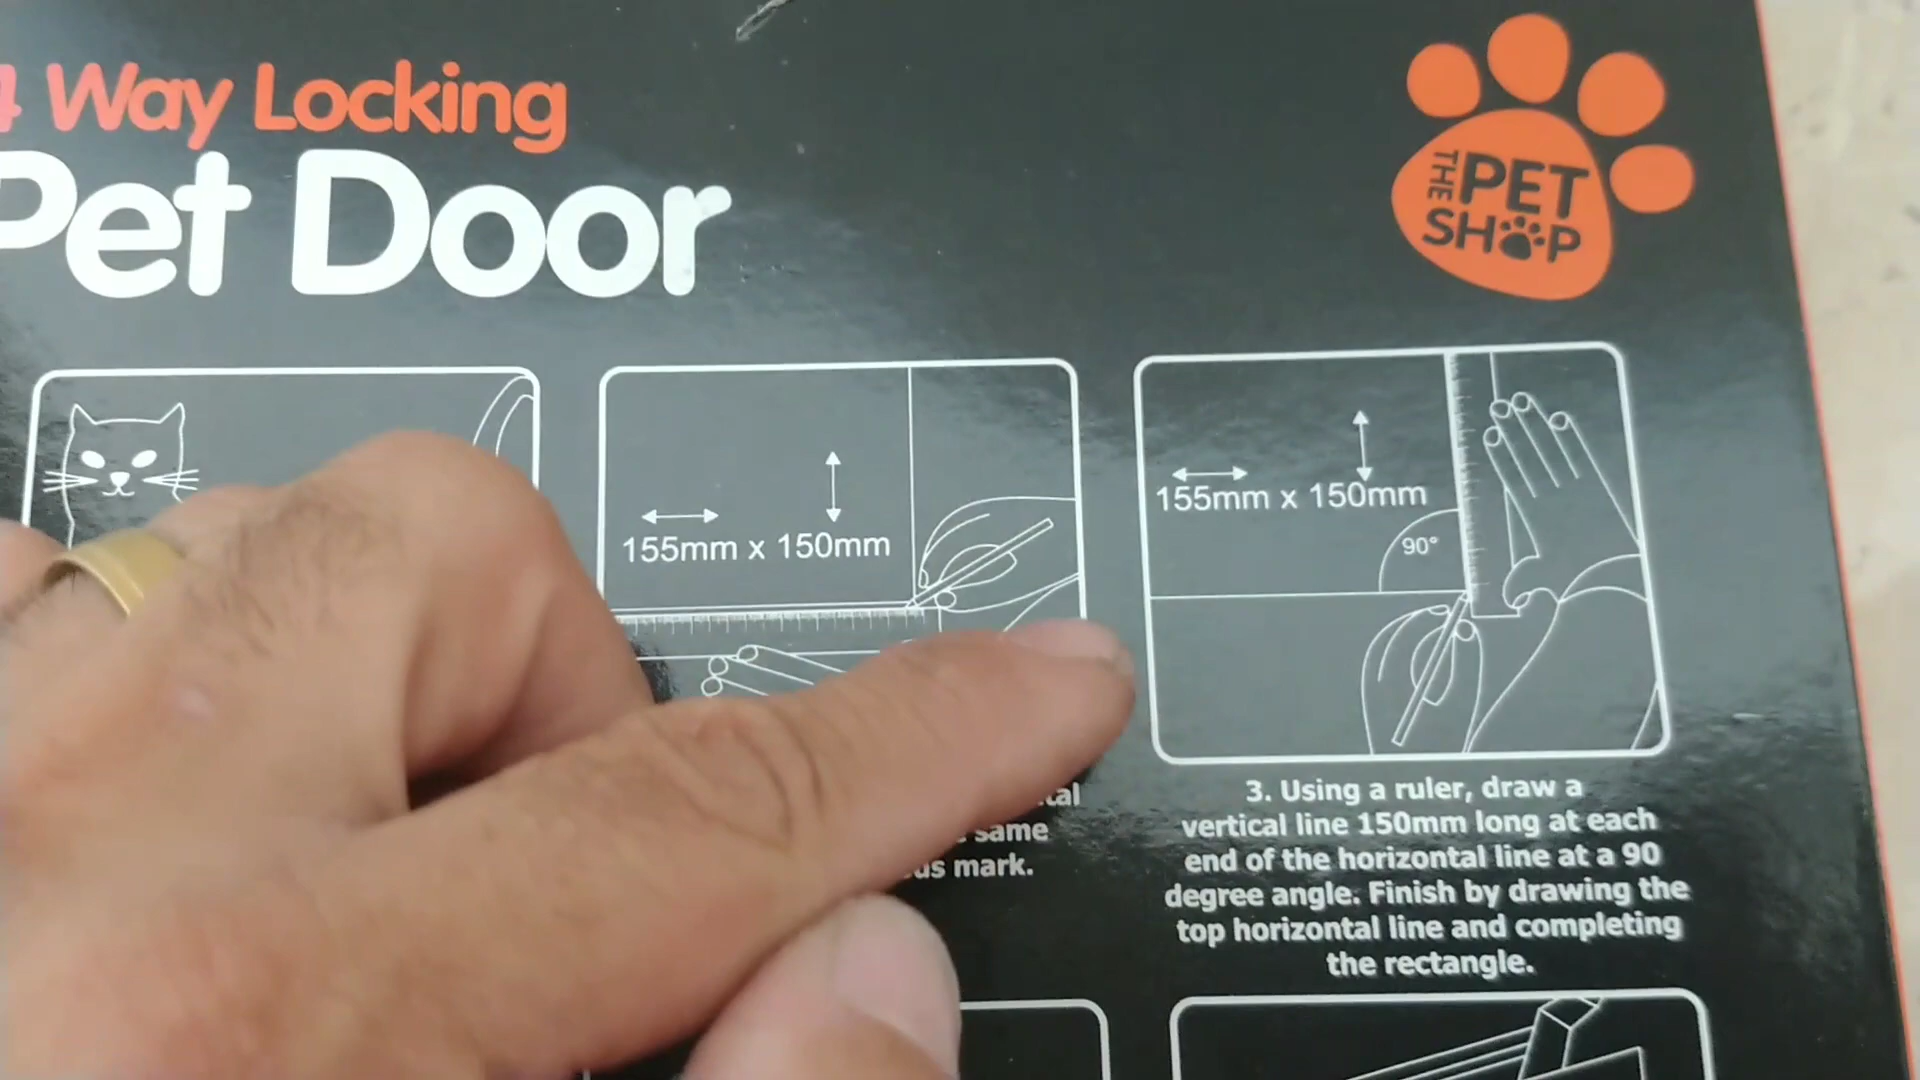 4 Way Locking
Pet Door
THE PET
SHOP
155mm x 150mm
155mm x 150mm
90°
same
mark.
3. Using a ruler, draw a
vertical line 150mm long at each
end of the horizontal line at a 90
degree angle. Finish by drawing the
top horizontal line and completing
the rectangle.